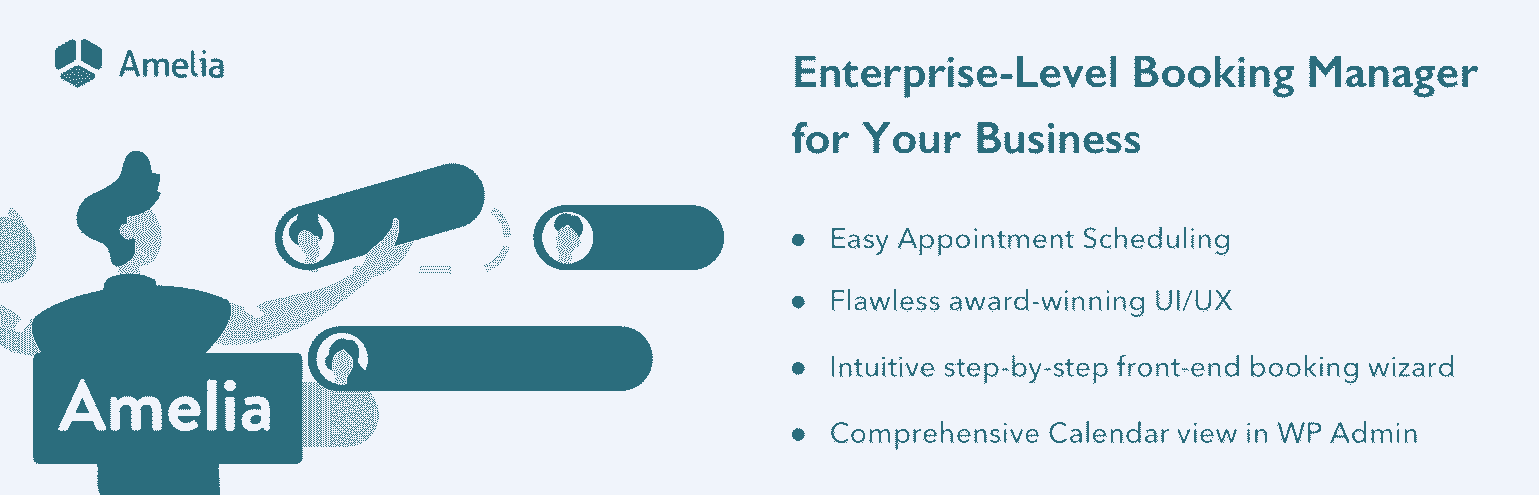 Amelia
Enterprise-Level Booking Manager
for Your Business
• Easy Appointment Scheduling
• Flawless award-winning UI/UX
• Intuitive step-by-step front-end booking wizard
• Comprehensive Calendar view in WP Admin
Amelia